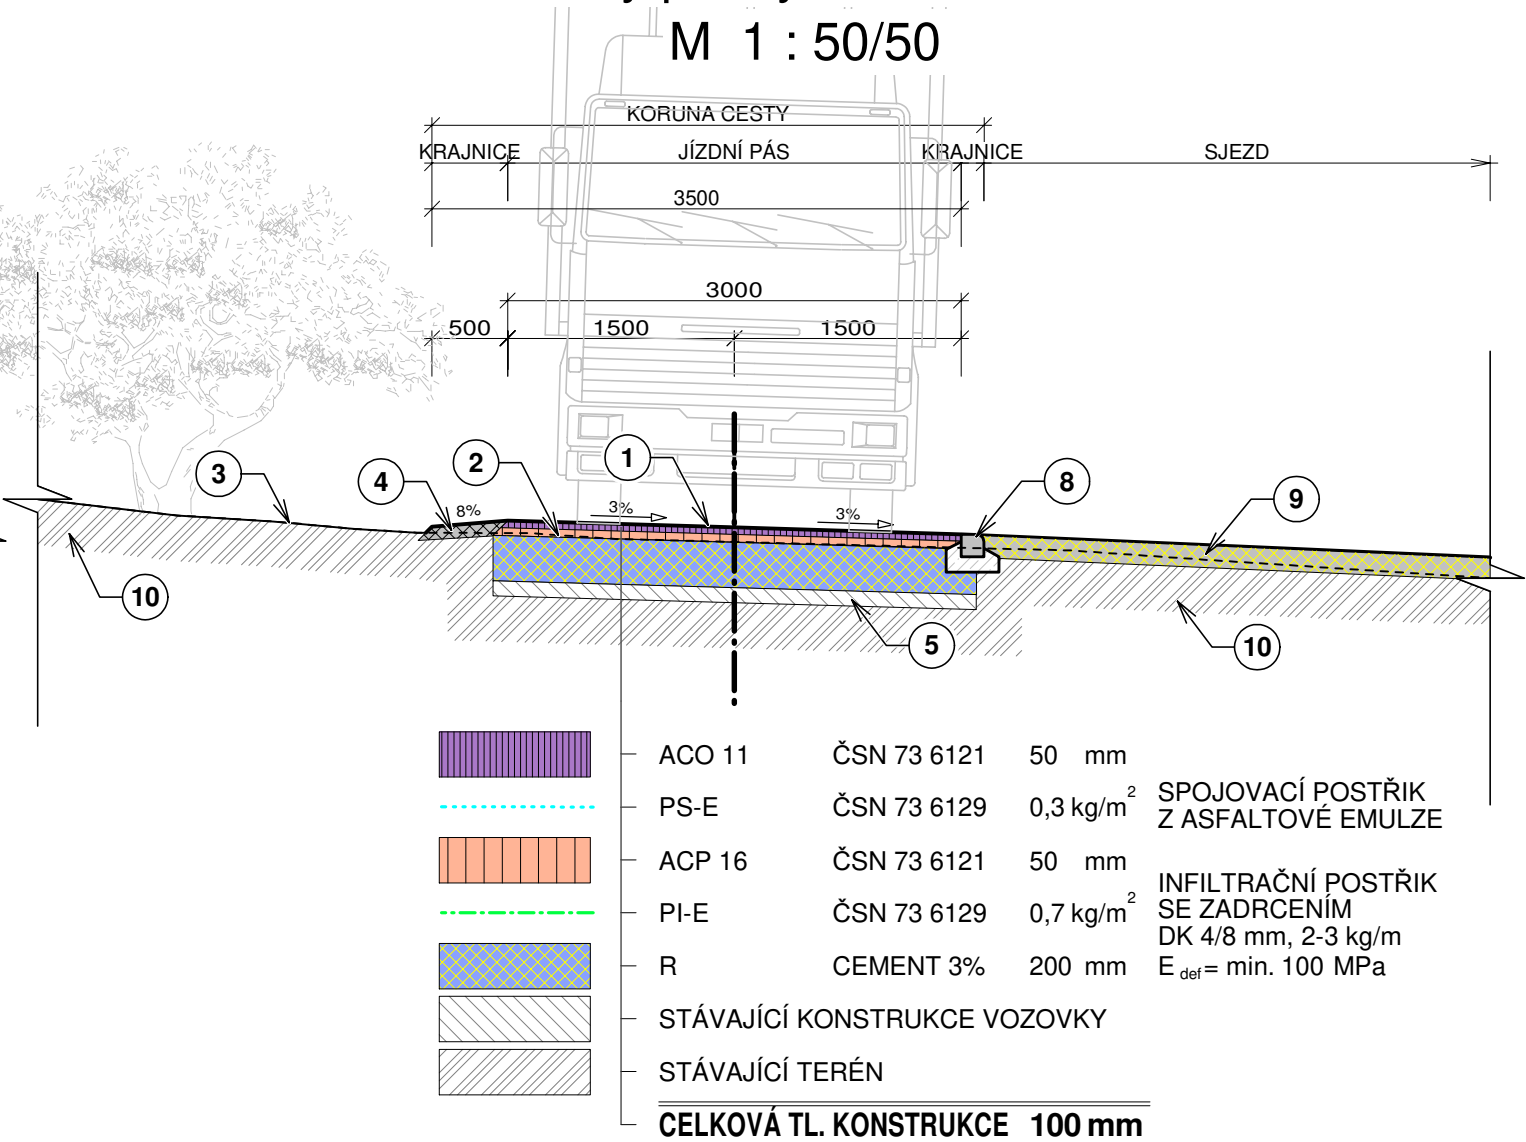 M 1 : 50/50
KORUNA CESTY
KRAJNICE JÍZDNÍ PÁS KRAJNICE SJEZD
3500
3000
500 1500 1500
3 4 2 1 8 9
8% 3% 3%
10 5 10
ACO 11 ČSN 73 6121 50 mm
PS-E ČSN 73 6129 0,3 kg/m² SPOJOVACÍ POSTŘIK
Z ASFALTOVÉ EMULZE
ACP 16 ČSN 73 6121 50 mm
INFILTRAČNÍ POSTŘIK
PI-E ČSN 73 6129 0,7 kg/m² SE ZADRCENÍM
DK 4/8 mm, 2-3 kg/m
R CEMENT 3% 200 mm E def = min. 100 MPa
STÁVAJÍCÍ KONSTRUKCE VOZOVKY
STÁVAJÍCÍ TERÉN
CELKOVÁ TL. KONSTRUKCE 100 mm